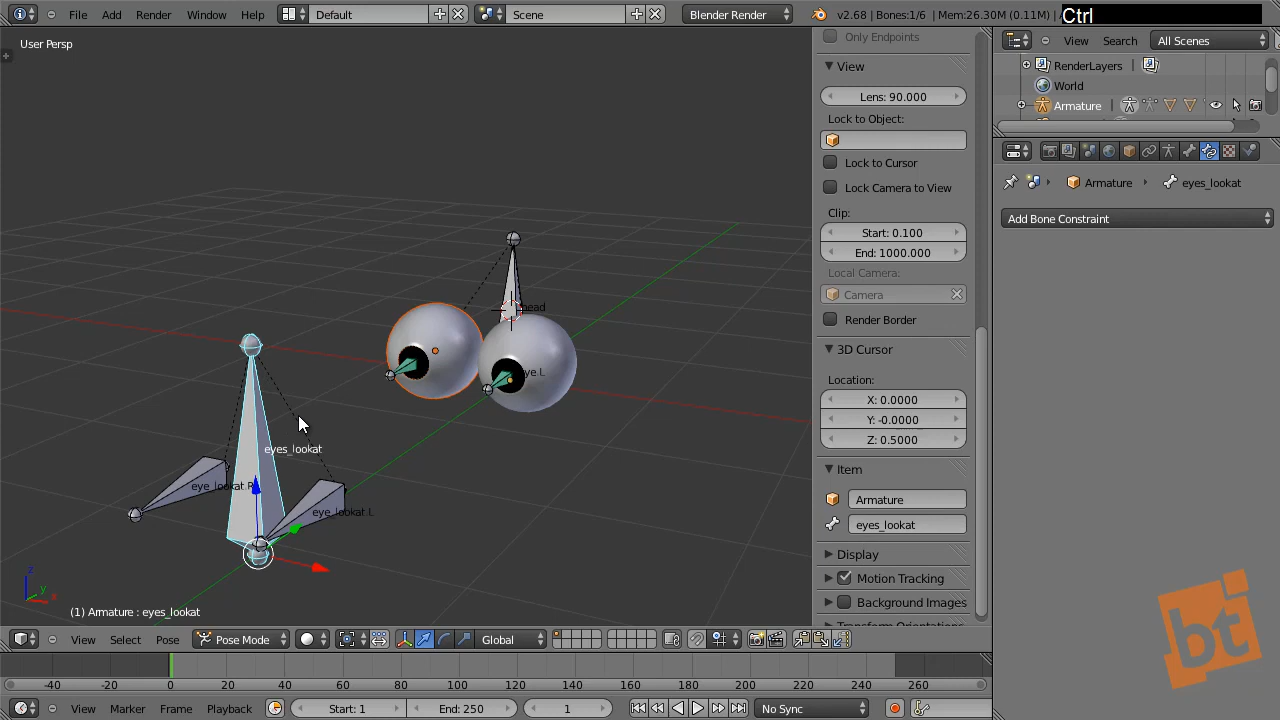 File Add Render Window Help Default Scene Blender Render v2.68 | Bones:1/6 | Mem:26.30M (0.11M) | Ctrl
User Persp
Only Endpoints
View
Lens: 90.000
Lock to Object:
Lock to Cursor
Lock Camera to View
Clip:
Start: 0.100
End: 1000.000
Local Camera:
Camera
Render Border
3D Cursor
Location:
X: 0.0000
Y: -0.0000
Z: 0.5000
Item
Armature
eyes_lookat
Display
Motion Tracking
Background Images
View Search All Scenes
RenderLayers
World
Armature
Armature eyes_lookat
Add Bone Constraint
head
eye.L
eyes_lookat
eye_lookat.R
eye_lookat.L
z
y
x
(1) Armature : eyes_lookat
View Select Pose Pose Mode Global
-40 -20 0 20 40 60 80 100 120 140 160 180 200 220 240 260
View Marker Frame Playback Start: 1 End: 250 1 No Sync
bt